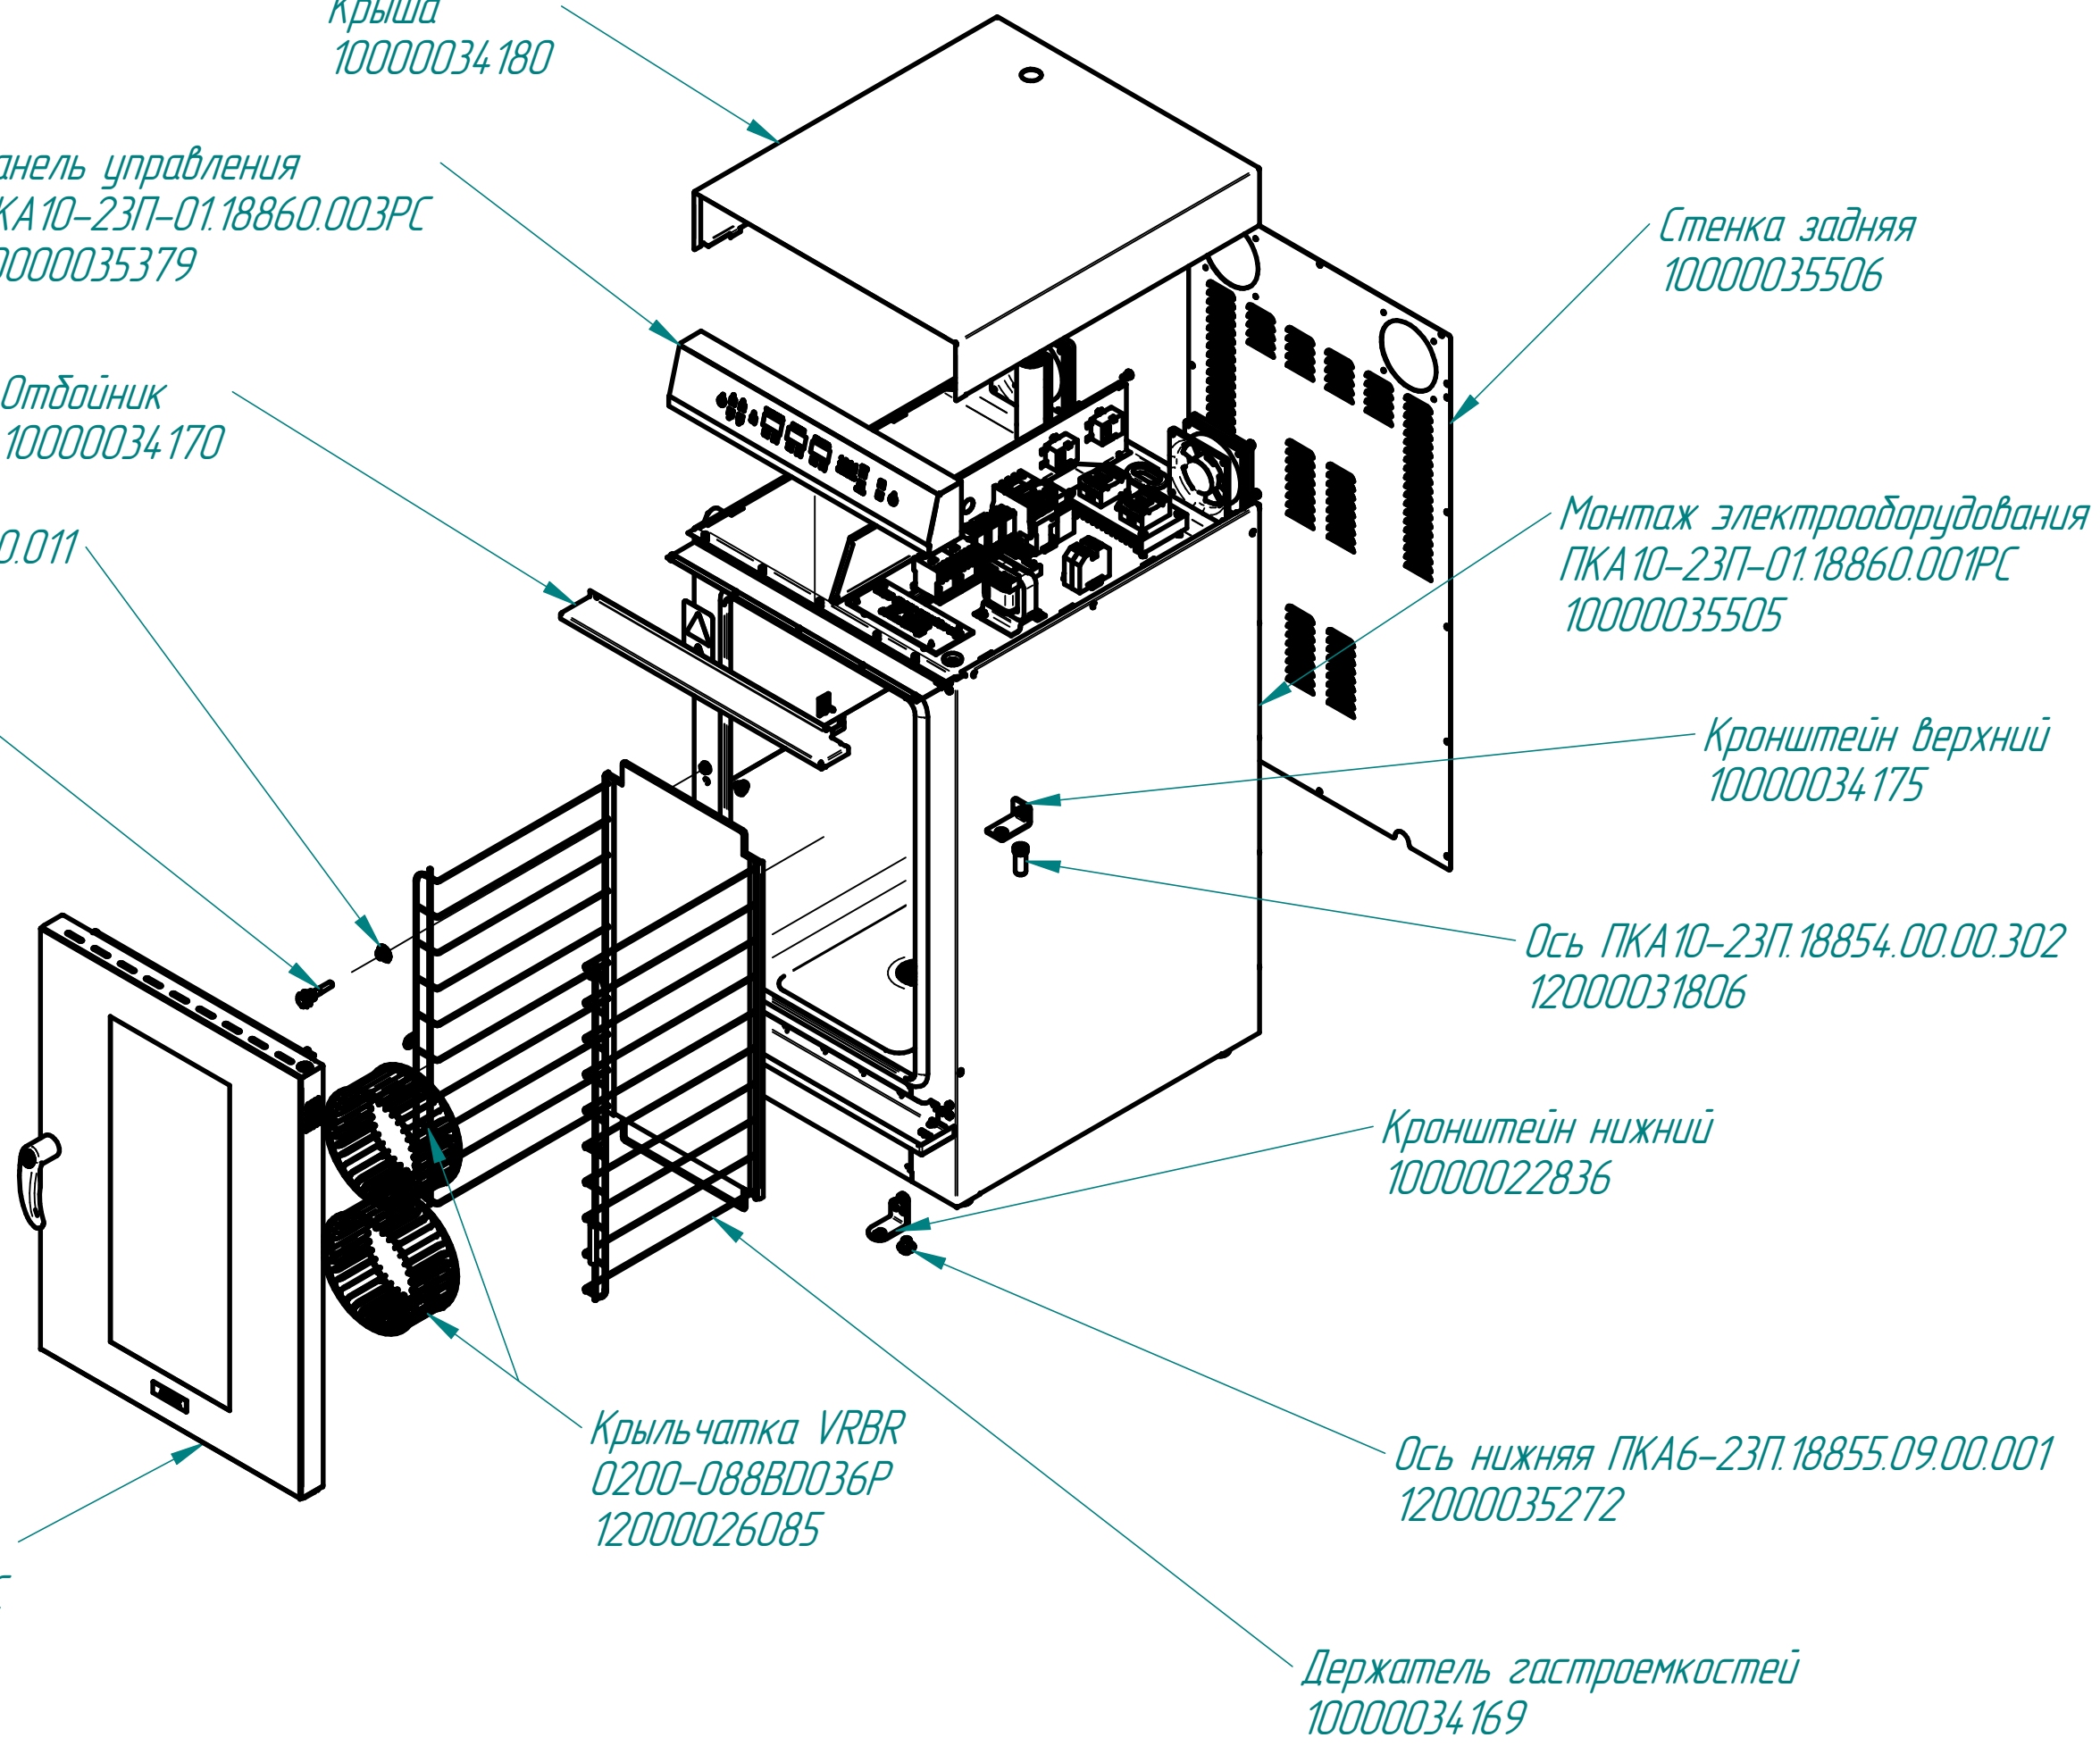 Крыша
10000034180
анель управления
КА10-23П-01.18860.003РС
0000035379
Отбойник
10000034170
0.011
Стенка задняя
10000035506
Монтаж электрооборудования
ПКА10-23П-01.18860.001РС
10000035505
Кронштейн верхний
10000034175
Ось ПКА10-23П.18854.00.00.302
12000031806
Кронштейн нижний
10000022836
Крыльчатка VRBR
0200-088BD036P
12000026085
Ось нижняя ПКА6-23П.18855.09.00.001
12000035272
Держатель гастроемкостей
10000034169